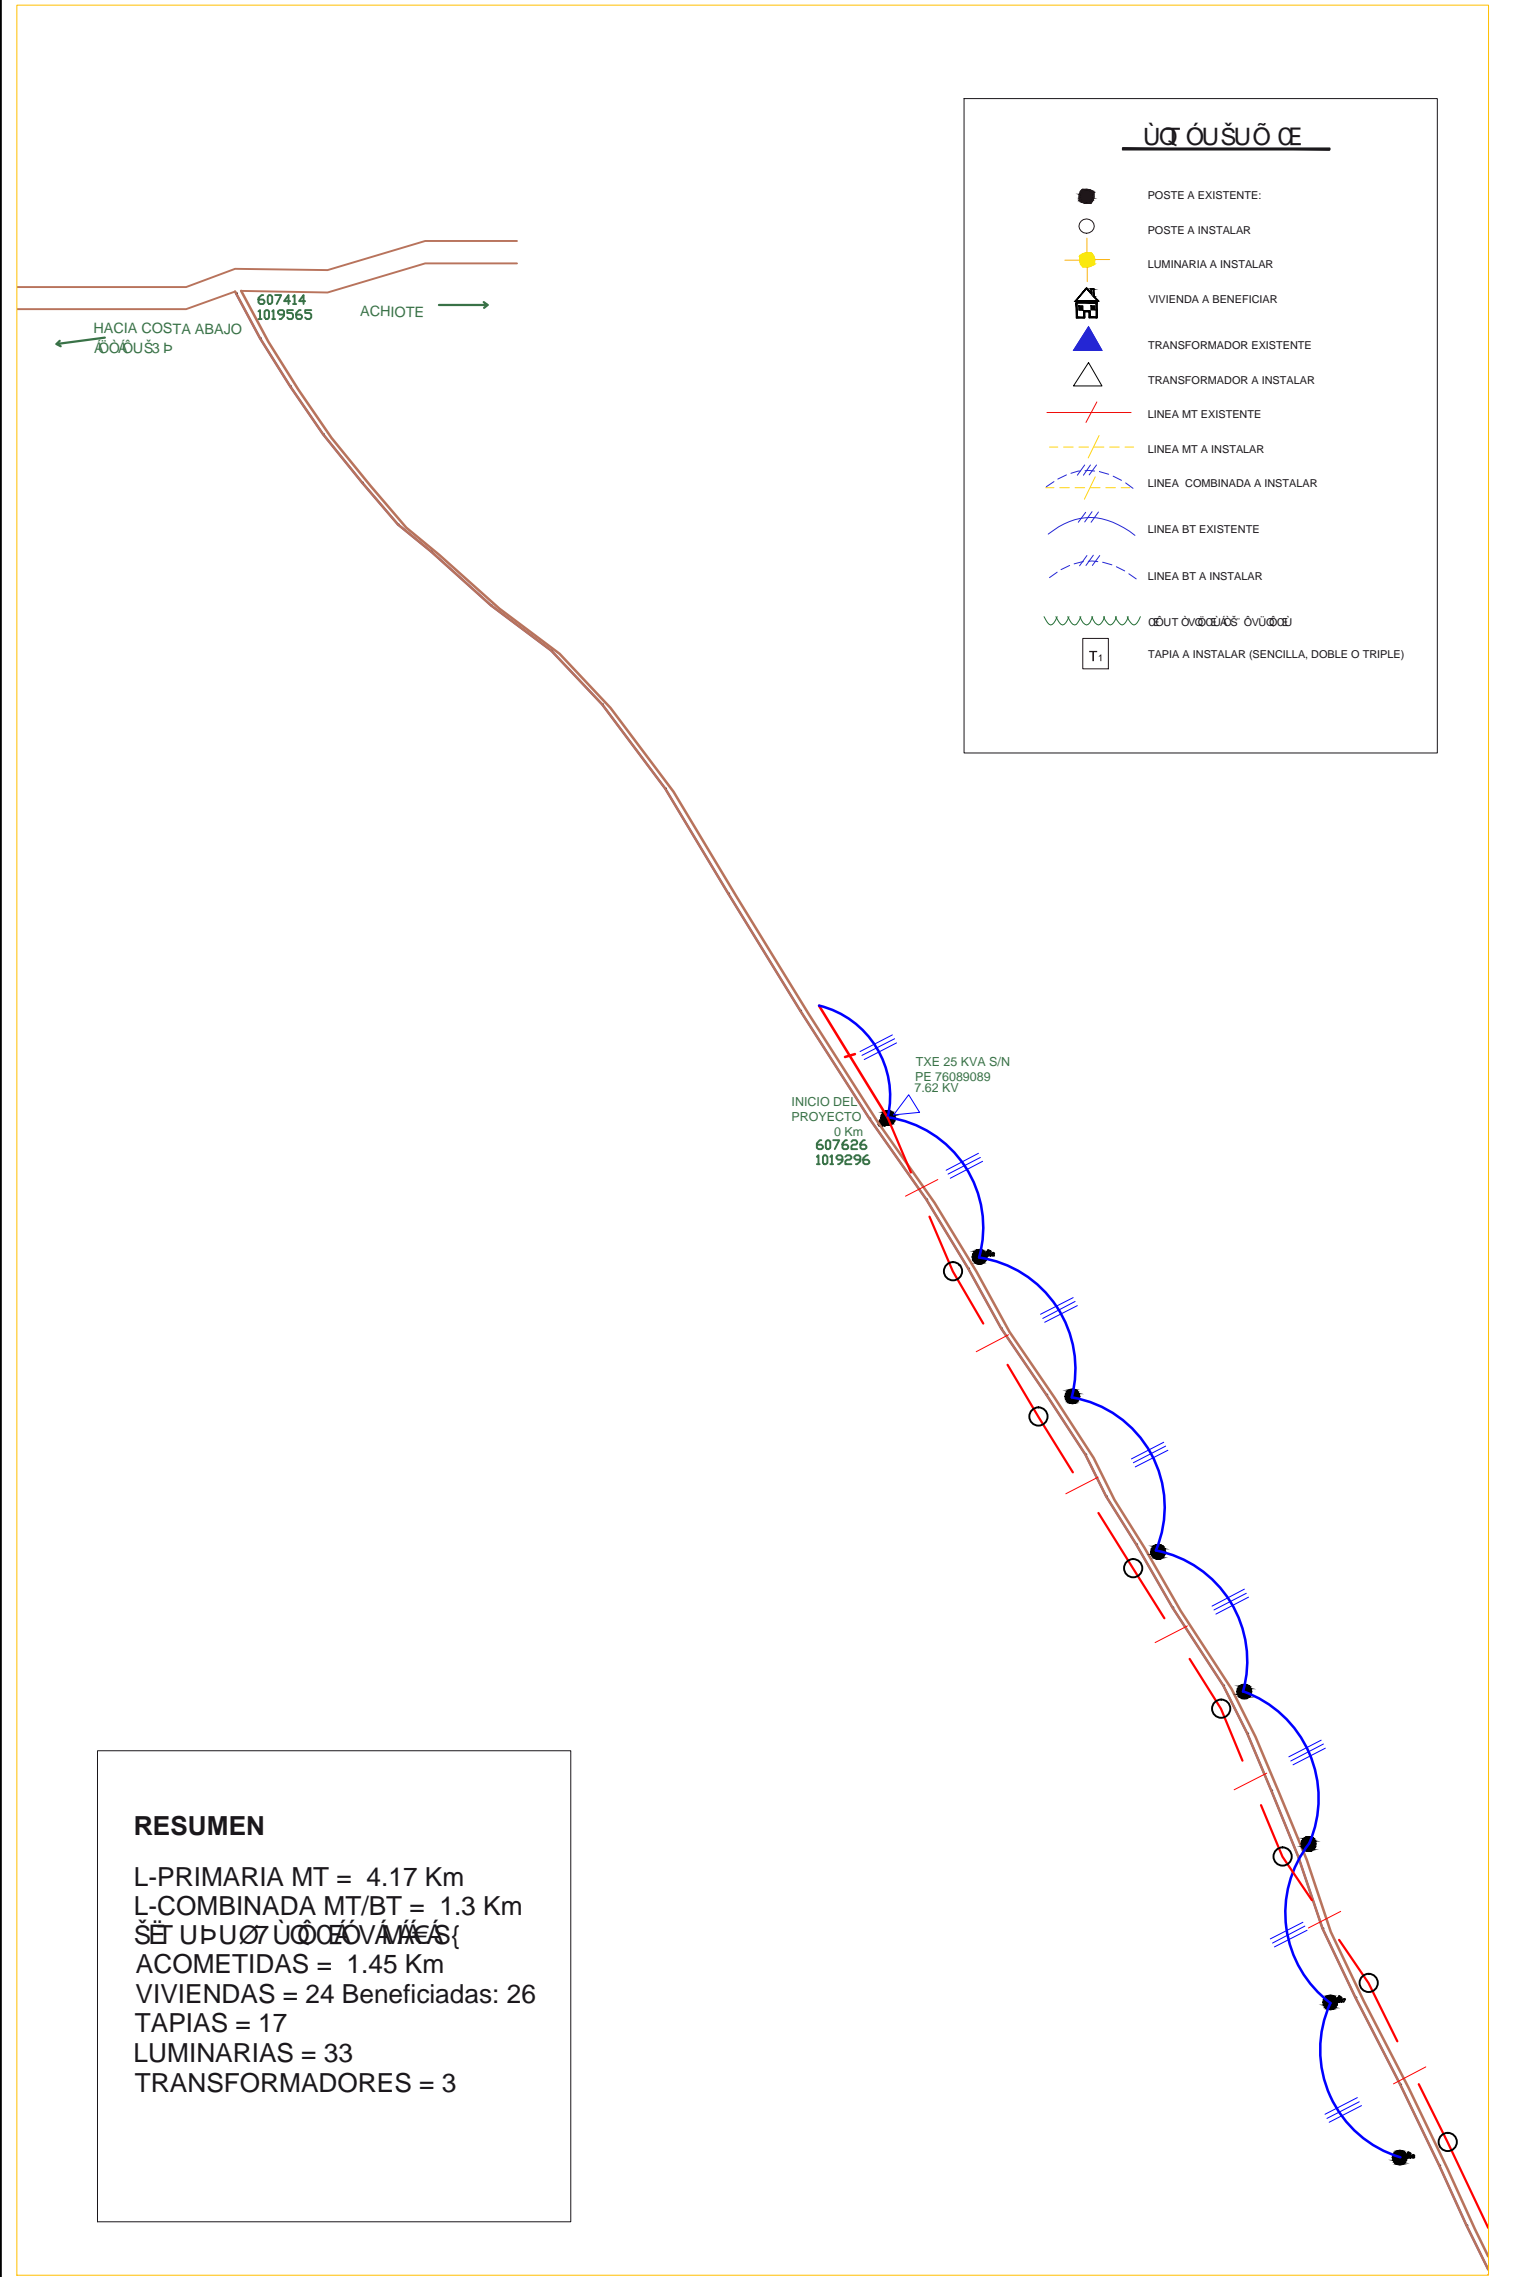 POSTE A EXISTENTE:
POSTE A INSTALAR
LUMINARIA A INSTALAR
VIVIENDA A BENEFICIAR
TRANSFORMADOR EXISTENTE
TRANSFORMADOR A INSTALAR
LINEA MT EXISTENTE
LINEA MT A INSTALAR
LINEA COMBINADA A INSTALAR
LINEA BT EXISTENTE
LINEA BT A INSTALAR
T1 TAPIA A INSTALAR (SENCILLA, DOBLE O TRIPLE)
607414
1019565
ACHIOTE
HACIA COSTA ABAJO
TXE 25 KVA S/N
PE 76089089
7.62 KV
INICIO DEL
PROYECTO
0 Km
607626
1019296
RESUMEN
L-PRIMARIA MT = 4.17 Km
L-COMBINADA MT/BT = 1.3 Km
ACOMETIDAS = 1.45 Km
VIVIENDAS = 24 Beneficiadas: 26
TAPIAS = 17
LUMINARIAS = 33
TRANSFORMADORES = 3